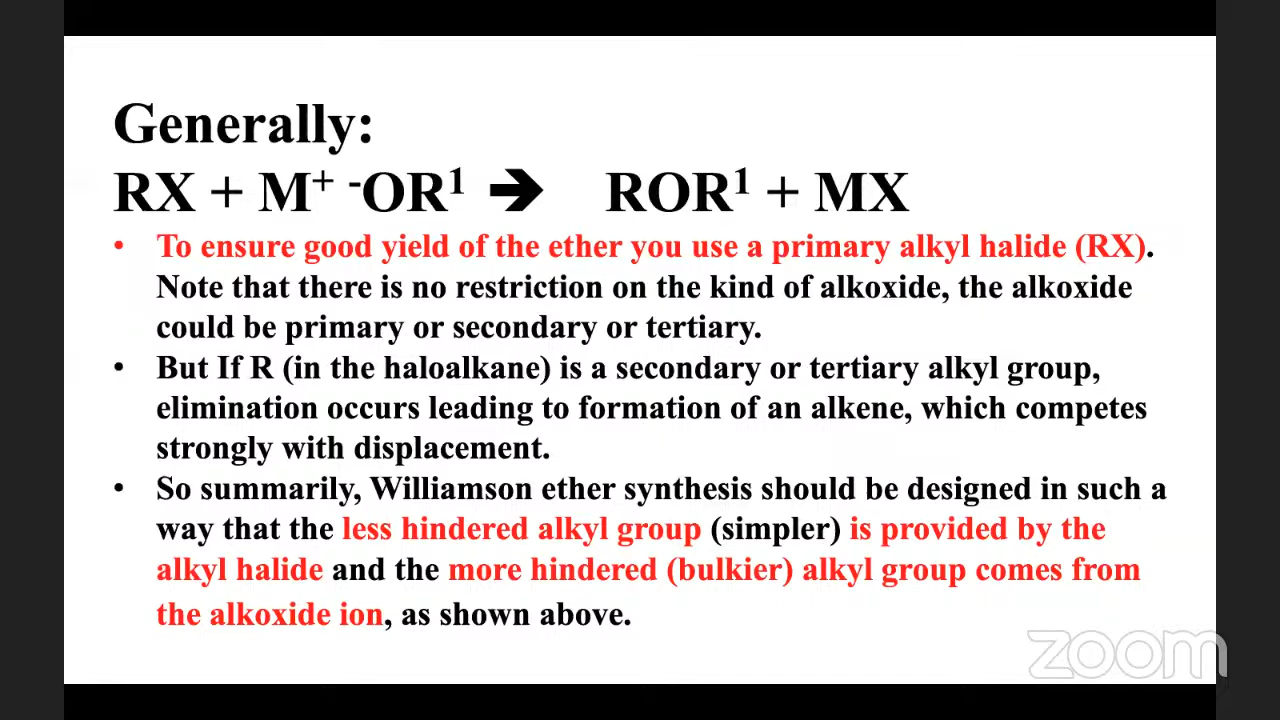 Generally:
RX + M⁺ ⁻OR¹ ➔ ROR¹ + MX
• To ensure good yield of the ether you use a primary alkyl halide (RX).
Note that there is no restriction on the kind of alkoxide, the alkoxide
could be primary or secondary or tertiary.
• But If R (in the haloalkane) is a secondary or tertiary alkyl group,
elimination occurs leading to formation of an alkene, which competes
strongly with displacement.
• So summarily, Williamson ether synthesis should be designed in such a
way that the less hindered alkyl group (simpler) is provided by the
alkyl halide and the more hindered (bulkier) alkyl group comes from
the alkoxide ion, as shown above.
zoom